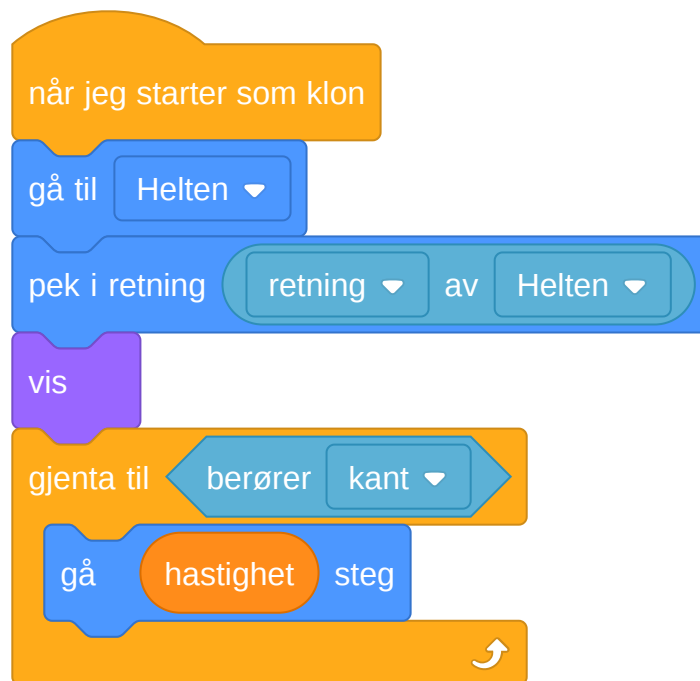 når jeg starter som klon
gå til Helten
pek i retning retning av Helten
vis
gjenta til berører kant
gå hastighet steg